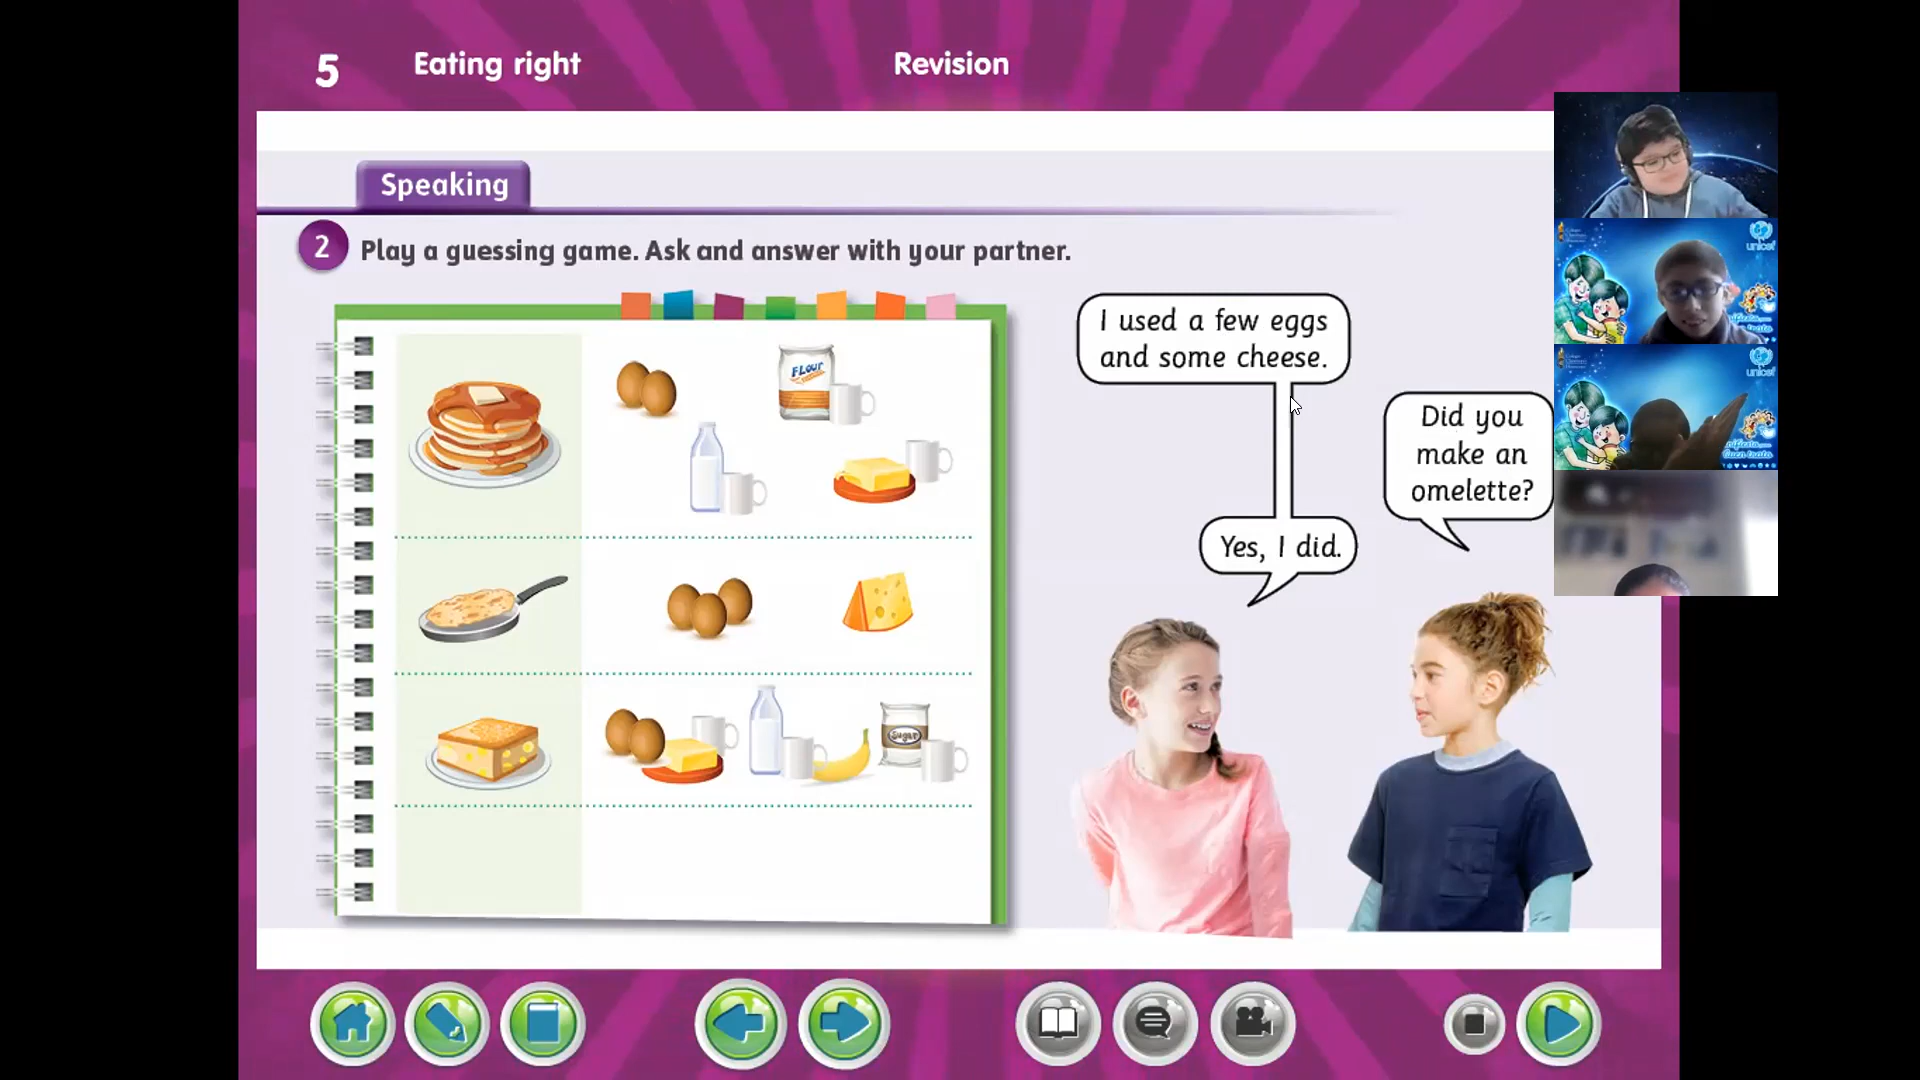 5 Eating right Revision
Speaking
2 Play a guessing game. Ask and answer with your partner.
I used a few eggs
and some cheese.
Did you
make an
omelette?
Yes, I did.
FLOUR
Sugar
unicef
unicef